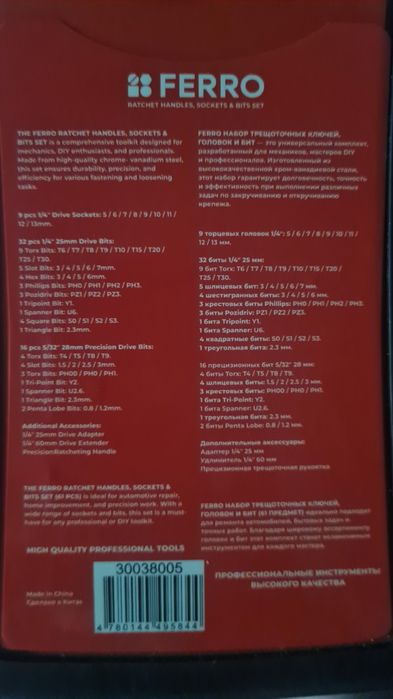 FERRO
RATCHET HANDLES, SOCKETS & BITS SET
THE FERRO RATCHET HANDLES, SOCKETS &
BITS SET is a comprehensive toolkit designed for
mechanics, DIY enthusiasts, and professionals.
Made from high-quality chrome- vanadium steel,
this set ensures durability, precision, and
efficiency for various fastening and loosening
tasks.
9 pcs 1/4" Drive Sockets: 5 / 6 / 7 / 8 / 9 / 10 / 11 /
12 / 13mm.
32 pcs 1/4" 25mm Drive Bits:
9 Torx Bits: T6 / T7 / T8 / T9 / T10 / T15 / T20 /
T25 / T30.
5 Slot Bits: 3 / 4 / 5 / 6 / 7mm.
4 Hex Bits: 3 / 4 / 5 / 6mm.
3 Phillips Bits: PH0 / PH1 / PH2 / PH3.
3 Pozidriv Bits: PZ1 / PZ2 / PZ3.
1 Tripoint Bit: Y1.
1 Spanner Bit: U6.
4 Square Bits: S0 / S1 / S2 / S3.
1 Triangle Bit: 2.3mm.
16 pcs 5/32" 28mm Precision Drive Bits:
4 Torx Bits: T4 / T5 / T8 / T9.
4 Slot Bits: 1.5 / 2 / 2.5 / 3mm.
3 Torx Bits: PH00 / PH0 / PH1.
1 Tri-Point Bit: Y2.
1 Spanner Bit: U2.6.
1 Triangle Bit: 2.3mm.
2 Penta Lobe Bits: 0.8 / 1.2mm.
Additional Accessories:
1/4" 25mm Drive Adapter
1/4" 60mm Drive Extender
PrecisionRatcheting Handle
THE FERRO RATCHET HANDLES, SOCKETS &
BITS SET (61 PCS) is ideal for automotive repair,
home improvement, and precision work. With a
wide range of sockets and bits, this set is a must-
have for any professional or DIY toolkit.
HIGH QUALITY PROFESSIONAL TOOLS
Made in China
Сделано в Китае
30038005
4 780144 495844
FERRO НАБОР ТРЕЩОТОЧНЫХ КЛЮЧЕЙ,
ГОЛОВОК И БИТ — это универсальный комплект,
разработанный для механиков, мастеров DIY
и профессионалов. Изготовленный из
высококачественной хром-ванадиевой стали,
этот набор гарантирует долговечность, точность
и эффективность при выполнении различных
задач по закручиванию и откручиванию
крепежа.
9 торцевых головок 1/4": 5 / 6 / 7 / 8 / 9 / 10 / 11 /
12 / 13 мм.
32 биты 1/4" 25 мм:
9 бит Torx: T6 / T7 / T8 / T9 / T10 / T15 / T20 /
T25 / T30.
5 шлицевых бит: 3 / 4 / 5 / 6 / 7 мм.
4 шестигранных биты: 3 / 4 / 5 / 6 мм.
3 крестовых биты Phillips: PH0 / PH1 / PH2 / PH3.
3 биты Pozidriv: PZ1 / PZ2 / PZ3.
1 бита Tripoint: Y1.
1 бита Spanner: U6.
4 квадратные биты: S0 / S1 / S2 / S3.
1 треугольная бита: 2.3 мм.
16 прецизионных бит 5/32" 28 мм:
4 биты Torx: T4 / T5 / T8 / T9.
4 шлицевых биты: 1.5 / 2 / 2.5 / 3 мм.
3 крестовых биты: PH00 / PH0 / PH1.
1 бита Tri-Point: Y2.
1 бита Spanner: U2.6.
1 треугольная бита: 2.3 мм.
2 биты Penta Lobe: 0.8 / 1.2 мм.
Дополнительные аксессуары:
Адаптер 1/4" 25 мм
Удлинитель 1/4" 60 мм
Прецизионная трещоточная рукоятка
FERRO НАБОР ТРЕЩОТОЧНЫХ КЛЮЧЕЙ,
ГОЛОВОК И БИТ (61 ПРЕДМЕТ) идеально подходит
для ремонта автомобилей, бытовых задач и
точных работ. Благодаря широкому ассортименту
головок и бит этот комплект станет незаменимым
инструментом для каждого мастера.
ПРОФЕССИОНАЛЬНЫЕ ИНСТРУМЕНТЫ
ВЫСОКОГО КАЧЕСТВА